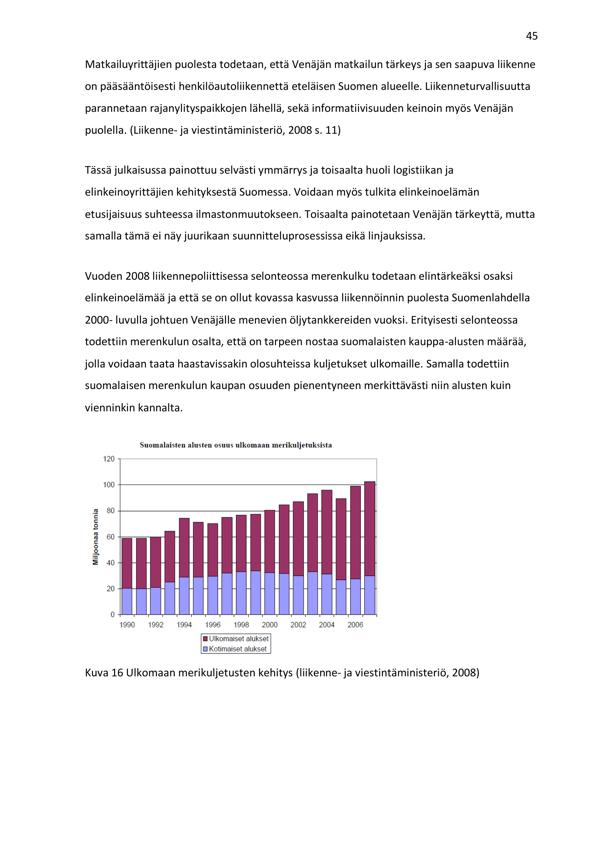 45
Matkailuyrittäjien puolesta todetaan, että Venäjän matkailun tärkeys ja sen saapuva liikenne
on pääsääntöisesti henkilöautoliikennettä eteläisen Suomen alueelle. Liikenneturvallisuutta
parannetaan rajanylityspaikkojen lähellä, sekä informatiivisuuden keinoin myös Venäjän
puolella. (Liikenne- ja viestintäministeriö, 2008 s. 11)
Tässä julkaisussa painottuu selvästi ymmärrys ja toisaalta huoli logistiikan ja
elinkeinoyrittäjien kehityksestä Suomessa. Voidaan myös tulkita elinkeinoelämän
etusijaisuus suhteessa ilmastonmuutokseen. Toisaalta painotetaan Venäjän tärkeyttä, mutta
samalla tämä ei näy juurikaan suunnitteluprosessissa eikä linjauksissa.
Vuoden 2008 liikennepoliittisessa selonteossa merenkulku todetaan elintärkeäksi osaksi
elinkeinoelämää ja että se on ollut kovassa kasvussa liikennöinnin puolesta Suomenlahdella
2000- luvulla johtuen Venäjälle menevien öljytankkereiden vuoksi. Erityisesti selonteossa
todettiin merenkulun osalta, että on tarpeen nostaa suomalaisten kauppa-alusten määrää,
jolla voidaan taata haastavissakin olosuhteissa kuljetukset ulkomaille. Samalla todettiin
suomalaisen merenkulun kaupan osuuden pienentyneen merkittävästi niin alusten kuin
vienninkin kannalta.
Suomalaisten alusten osuus ulkomaan merikuljetuksista
Miljoonaa tonnia
120
100
80
60
40
20
0
1990 1992 1994 1996 1998 2000 2002 2004 2006
Ulkomaiset alukset
Kotimaiset alukset
Kuva 16 Ulkomaan merikuljetusten kehitys (liikenne- ja viestintäministeriö, 2008)